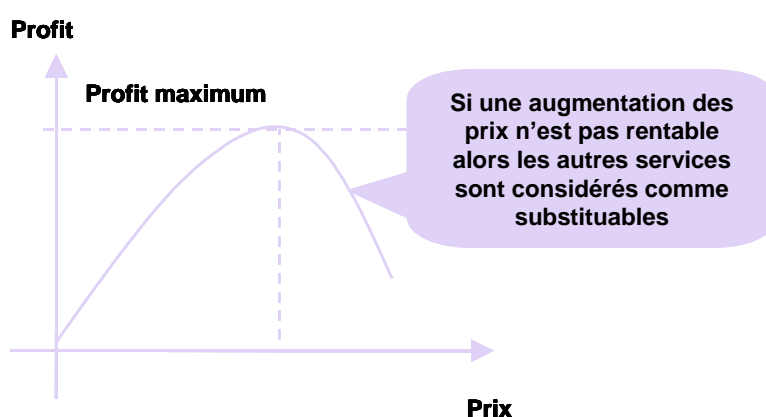 Profit
Profit maximum
Si une augmentation des
prix n'est pas rentable
alors les autres services
sont considérés comme
substituables
Prix